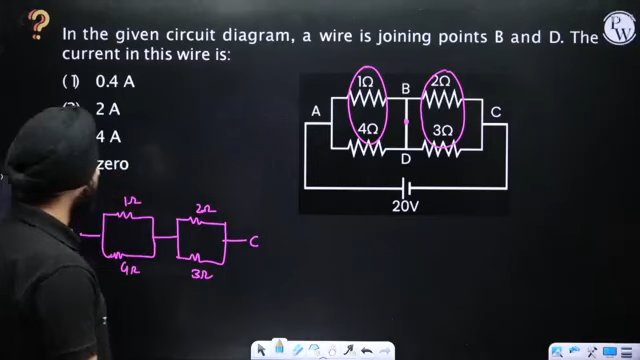 In the given circuit diagram, a wire is joining points B and D. The
current in this wire is:
(1) 0.4 A
2 A
4 A
zero
A
1Ω
B
2Ω
C
4Ω
D
3Ω
20V
1Ω
2Ω
C
4Ω
3Ω